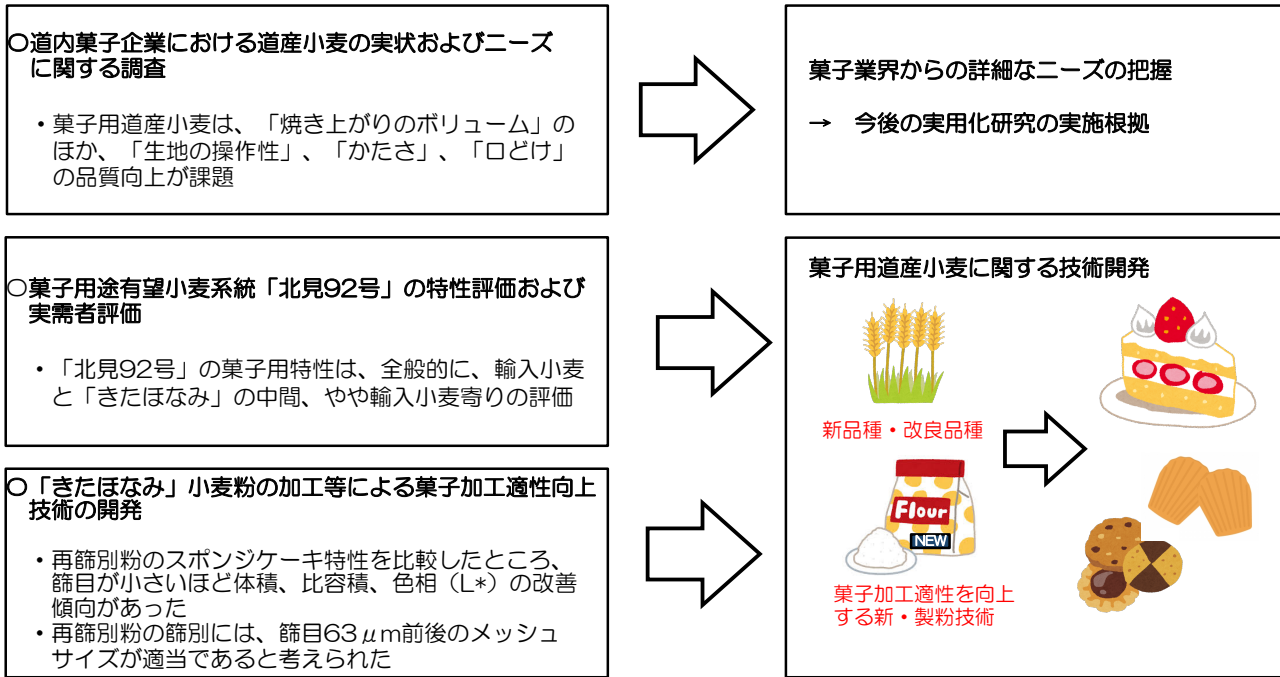 〇道内菓子企業における道産小麦の実状およびニーズ
に関する調査
・菓子用道産小麦は、「焼き上がりのボリューム」の
ほか、「生地の操作性」、「かたさ」、「口どけ」
の品質向上が課題
菓子業界からの詳細なニーズの把握
→ 今後の実用化研究の実施根拠
〇菓子用途有望小麦系統「北見92号」の特性評価および
実需者評価
・「北見92号」の菓子用特性は、全般的に、輸入小麦
と「きたほなみ」の中間、やや輸入小麦寄りの評価
〇「きたほなみ」小麦粉の加工等による菓子加工適性向上
技術の開発
・再篩別粉のスポンジケーキ特性を比較したところ、
篩目が小さいほど体積、比容積、色相（L*）の改善
傾向があった
・再篩別粉の篩別には、篩目63μm前後のメッシュ
サイズが適当であると考えられた
菓子用道産小麦に関する技術開発
新品種・改良品種
Flour
NEW
菓子加工適性を向上
する新・製粉技術